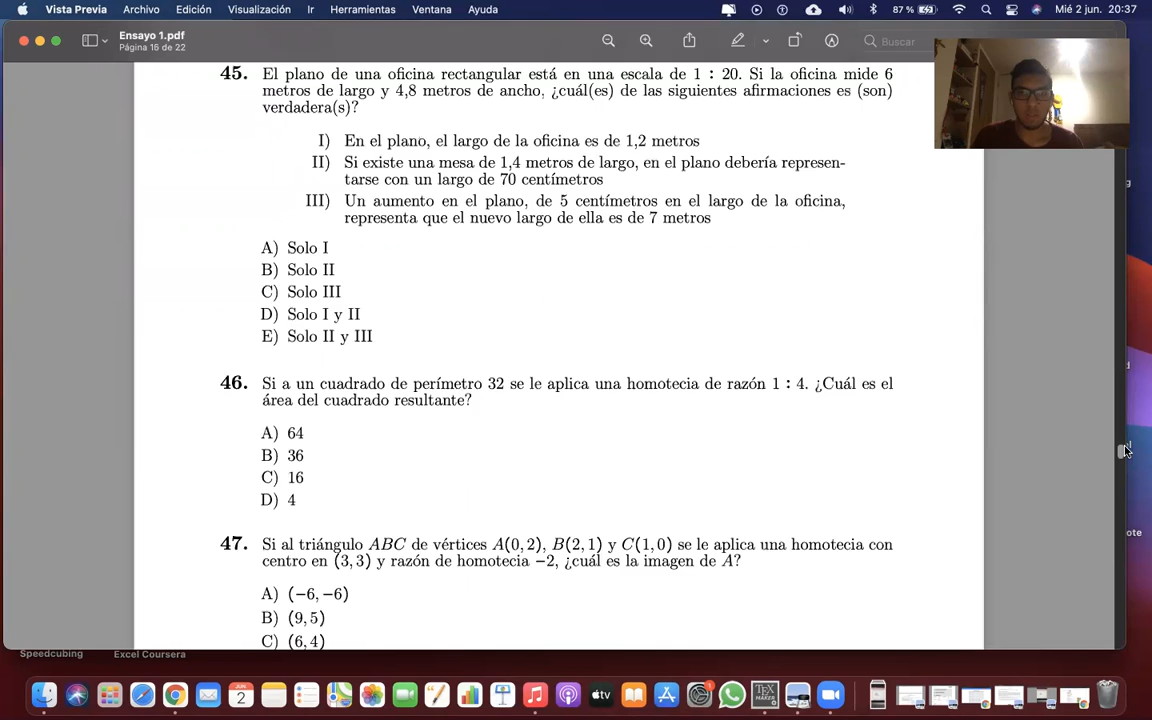 Vista Previa Archivo Edición Visualización Ir Herramientas Ventana Ayuda 87 % Mié 2 jun. 20:37
Ensayo 1.pdf
Página 16 de 22
Buscar
45. El plano de una oficina rectangular está en una escala de 1 : 20. Si la oficina mide 6
metros de largo y 4,8 metros de ancho, ¿cuál(es) de las siguientes afirmaciones es (son)
verdadera(s)?
I) En el plano, el largo de la oficina es de 1,2 metros
II) Si existe una mesa de 1,4 metros de largo, en el plano debería represen-
tarse con un largo de 70 centímetros
III) Un aumento en el plano, de 5 centímetros en el largo de la oficina,
representa que el nuevo largo de ella es de 7 metros
A) Solo I
B) Solo II
C) Solo III
D) Solo I y II
E) Solo II y III
46. Si a un cuadrado de perímetro 32 se le aplica una homotecia de razón 1 : 4. ¿Cuál es el
área del cuadrado resultante?
A) 64
B) 36
C) 16
D) 4
47. Si al triángulo ABC de vértices A(0, 2), B(2, 1) y C(1, 0) se le aplica una homotecia con
centro en (3, 3) y razón de homotecia −2, ¿cuál es la imagen de A?
A) (−6, −6)
B) (9, 5)
C) (6, 4)
Speedcubing Excel Coursera
JUN 2
tv
TEX